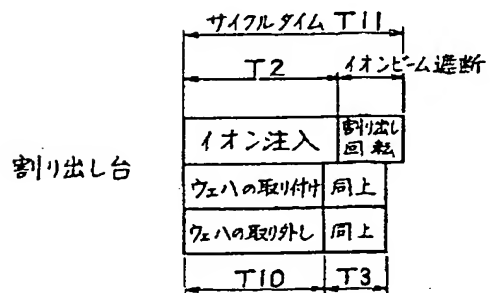 サイクルタイム T11
T2
イオンビーム遮断
イオン注入
割り出し
回転
割り出し台
ウェハの取り付け
同上
ウェハの取り外し
同上
T10
T3